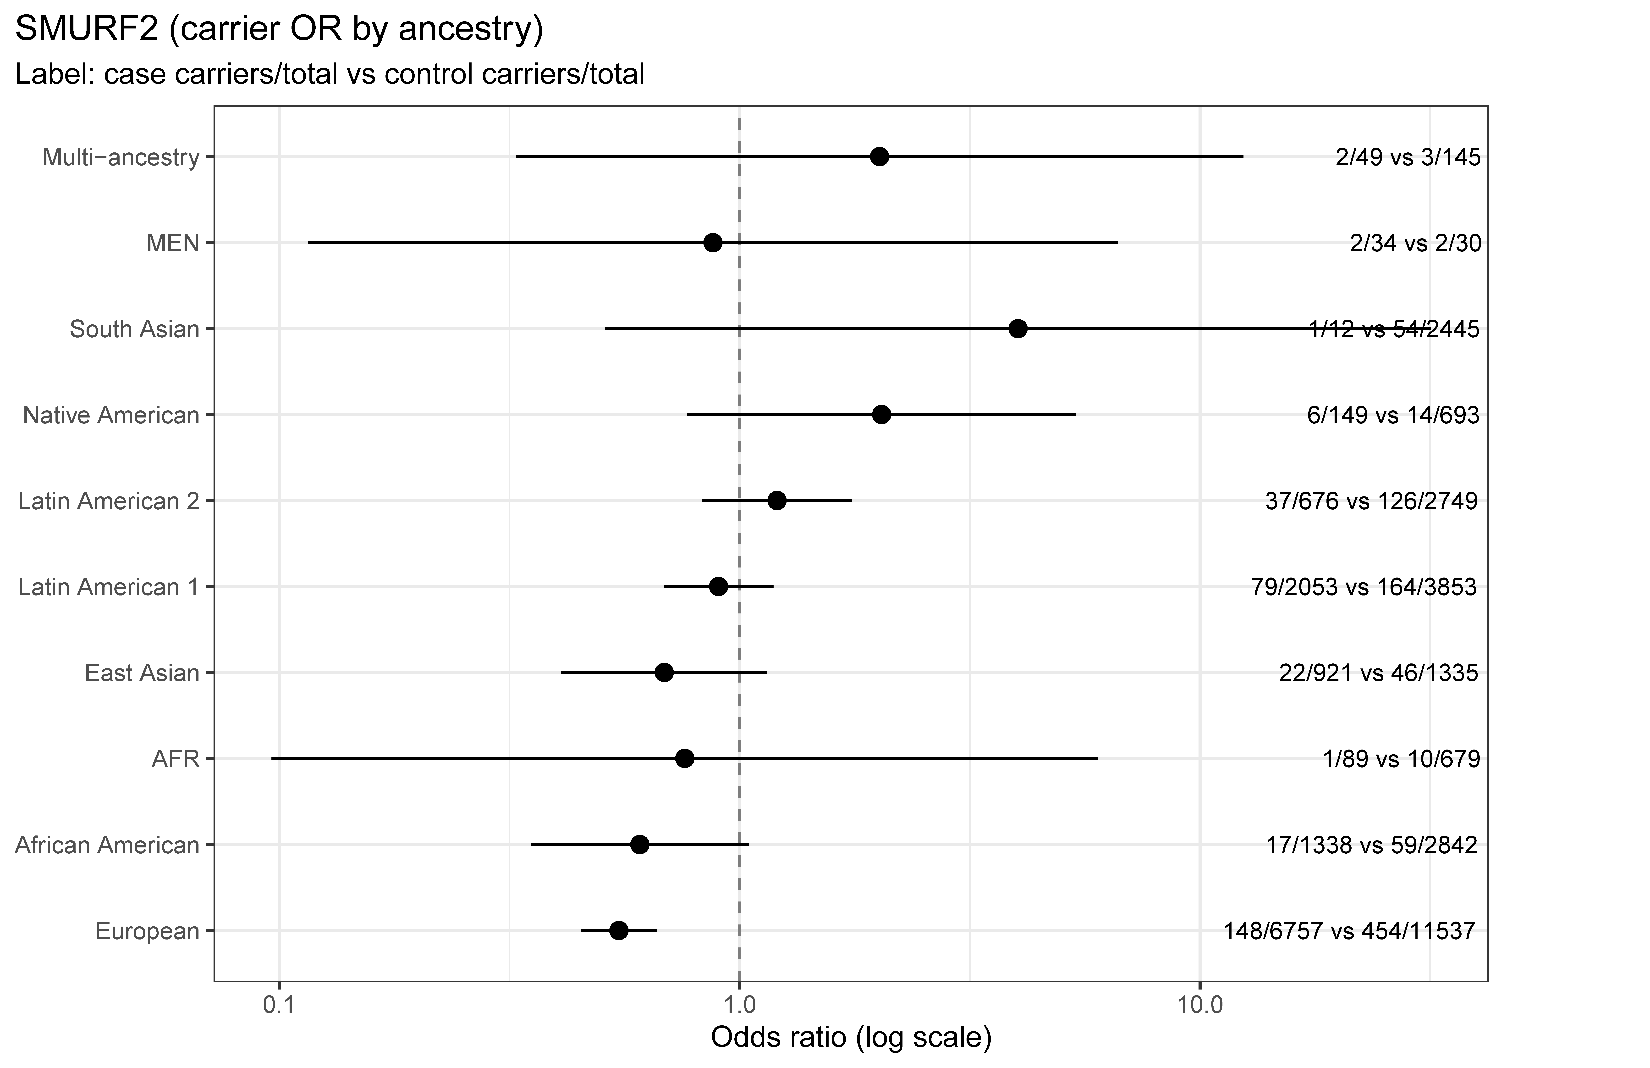 SMURF2 (carrier OR by ancestry)
Label: case carriers/total vs control carriers/total
Multi−ancestry 2/49 vs 3/145
MEN 2/34 vs 2/30
South Asian 1/12 vs 54/2445
Native American 6/149 vs 14/693
Latin American 2 37/676 vs 126/2749
Latin American 1 79/2053 vs 164/3853
East Asian 22/921 vs 46/1335
AFR 1/89 vs 10/679
African American 17/1338 vs 59/2842
European 148/6757 vs 454/11537
0.1 1.0 10.0
Odds ratio (log scale)